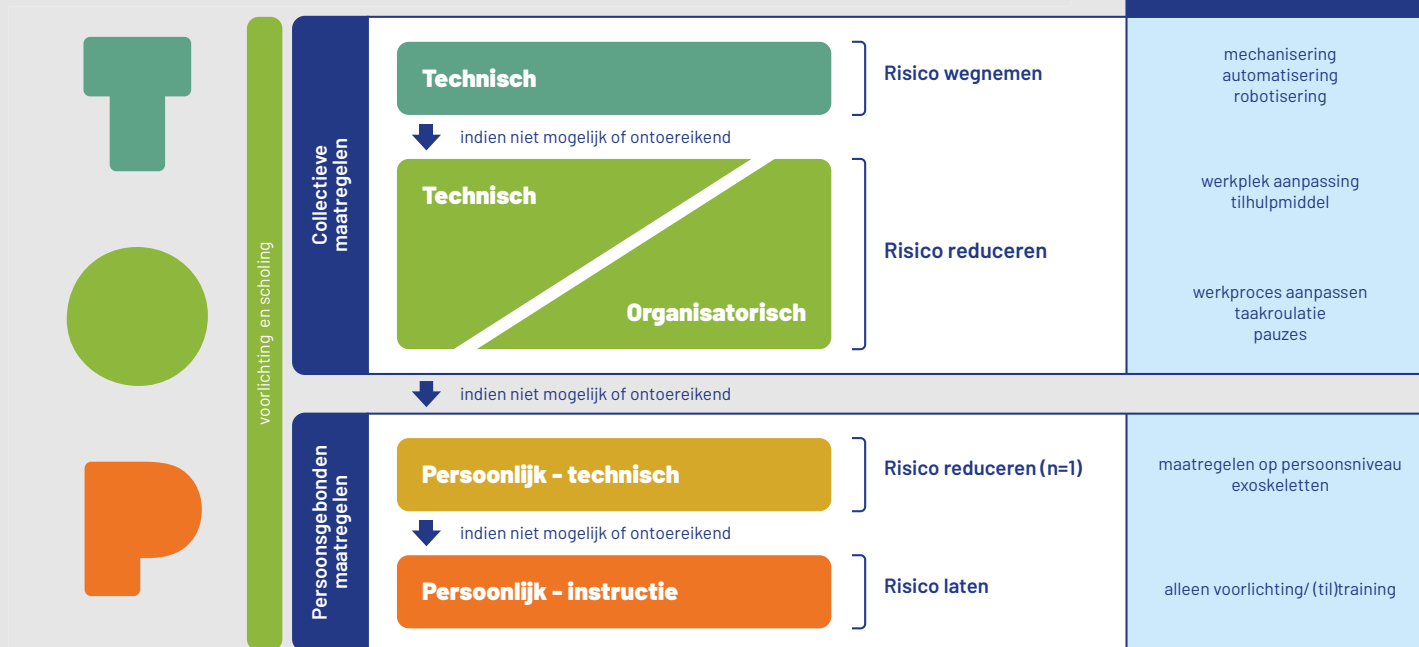 T
O
P
voorlichting en scholing
Collectieve
maatregelen
Technisch
Risico wegnemen
mechanisering
automatisering
robotisering
indien niet mogelijk of ontoereikend
Technisch
Organisatorisch
Risico reduceren
werkplek aanpassing
tilhulpmiddel
werkproces aanpassen
taakroulatie
pauzes
indien niet mogelijk of ontoereikend
Persoonsgebonden
maatregelen
Persoonlijk - technisch
Risico reduceren (n=1)
maatregelen op persoonsniveau
exoskeletten
indien niet mogelijk of ontoereikend
Persoonlijk - instructie
Risico laten
alleen voorlichting/ (til)training